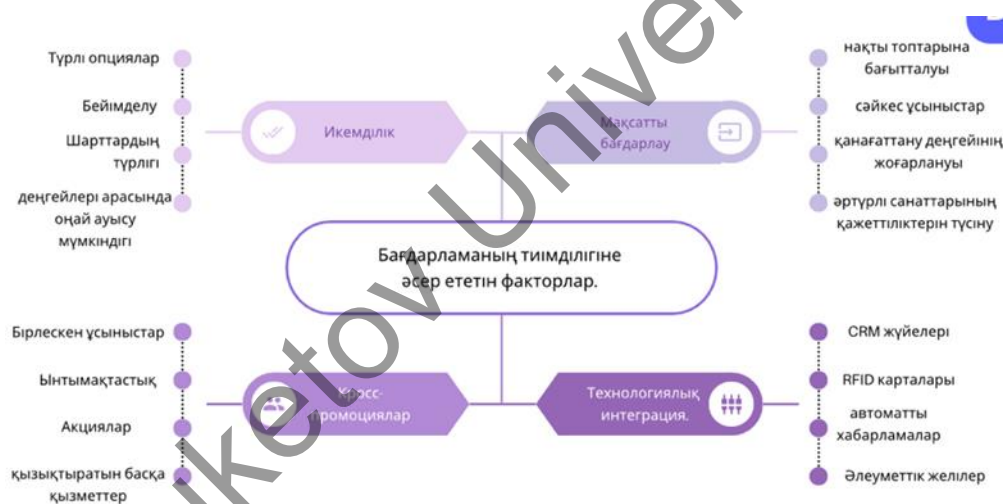 Түрлі опциялар
Бейімделу
Шарттардың
түрлігі
деңгейлері арасында
оңай ауысу
мүмкіндігі
Икемділік
Мақсатты
бағдарлау
нақты топтарына
бағытталуы
сәйкес ұсыныстар
қанағаттану деңгейінің
жоғарлануы
әртүрлі санаттарының
қажеттіліктерін түсіну
Бағдарламаның тиімділігіне
әсер ететін факторлар.
Бірлескен ұсыныстар
Ынтымақтастық
Акциялар
қызықтыратын басқа
қызметтер
Кросс-
промоциялар
Технологиялық
интеграция.
CRM жүйелері
RFID карталары
автоматты
хабарламалар
Әлеуметтік желілер